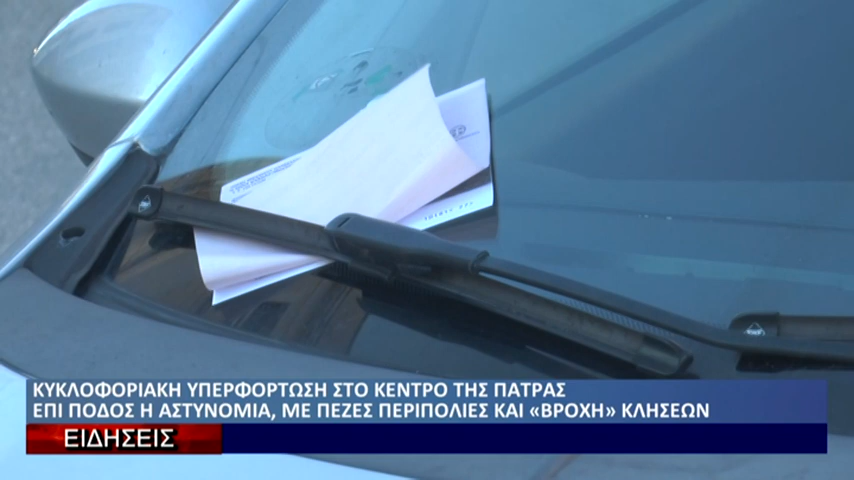 ΚΥΚΛΟΦΟΡΙΑΚΗ ΥΠΕΡΦΟΡΤΩΣΗ ΣΤΟ ΚΕΝΤΡΟ ΤΗΣ ΠΑΤΡΑΣ
ΕΠΙ ΠΟΔΟΣ Η ΑΣΤΥΝΟΜΙΑ, ΜΕ ΠΕΖΕΣ ΠΕΡΙΠΟΛΙΕΣ ΚΑΙ «ΒΡΟΧΗ» ΚΛΗΣΕΩΝ
ΕΙΔΗΣΕΙΣ